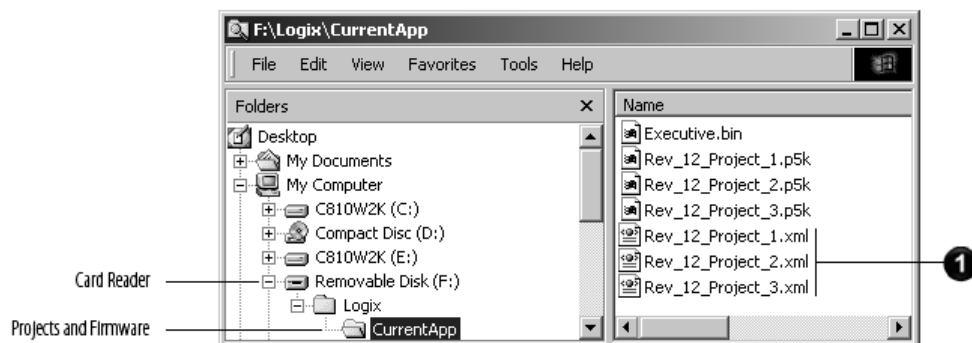 F:\Logix\CurrentApp
File Edit View Favorites Tools Help
Folders
Desktop
My Documents
My Computer
C810W2K (C:)
Compact Disc (D:)
C810W2K (E:)
Removable Disk (F:)
Logix
CurrentApp
Name
Executive.bin
Rev_12_Project_1.p5k
Rev_12_Project_2.p5k
Rev_12_Project_3.p5k
Rev_12_Project_1.xml
Rev_12_Project_2.xml
Rev_12_Project_3.xml
Card Reader
Projects and Firmware
1